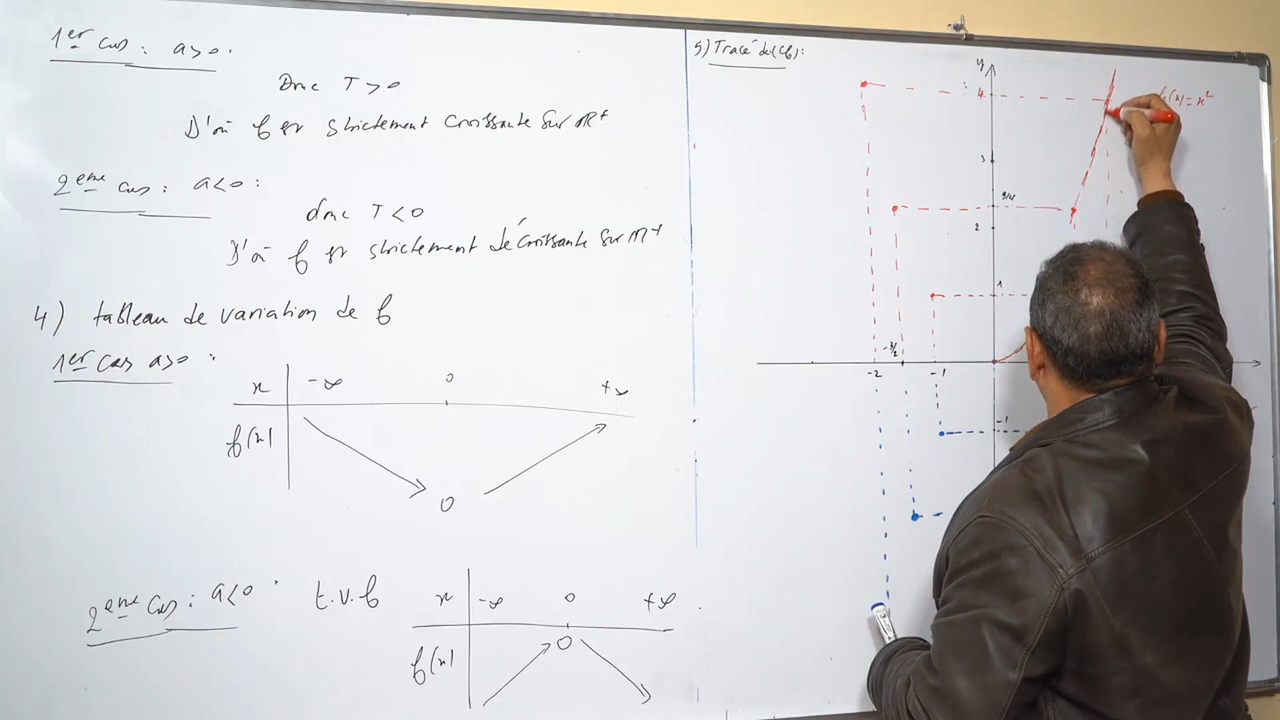 1er cas : a>0.
Donc T>0
D'où f est strictement croissante sur ℝ+
2ème cas : a<0 :
donc T<0
D'où f est strictement décroissante sur ℝ+
4) tableau de variation de f
1er cas a>0 :
x -∞ 0 +∞
f(x)
0
2ème cas : a<0 : t.v.f
x -∞ 0 +∞
f(x) 0
5) Tracé de (Cf) :
y
4
f(x) = x²
3
9/4
2
1
-3/2
-2 -1
-1